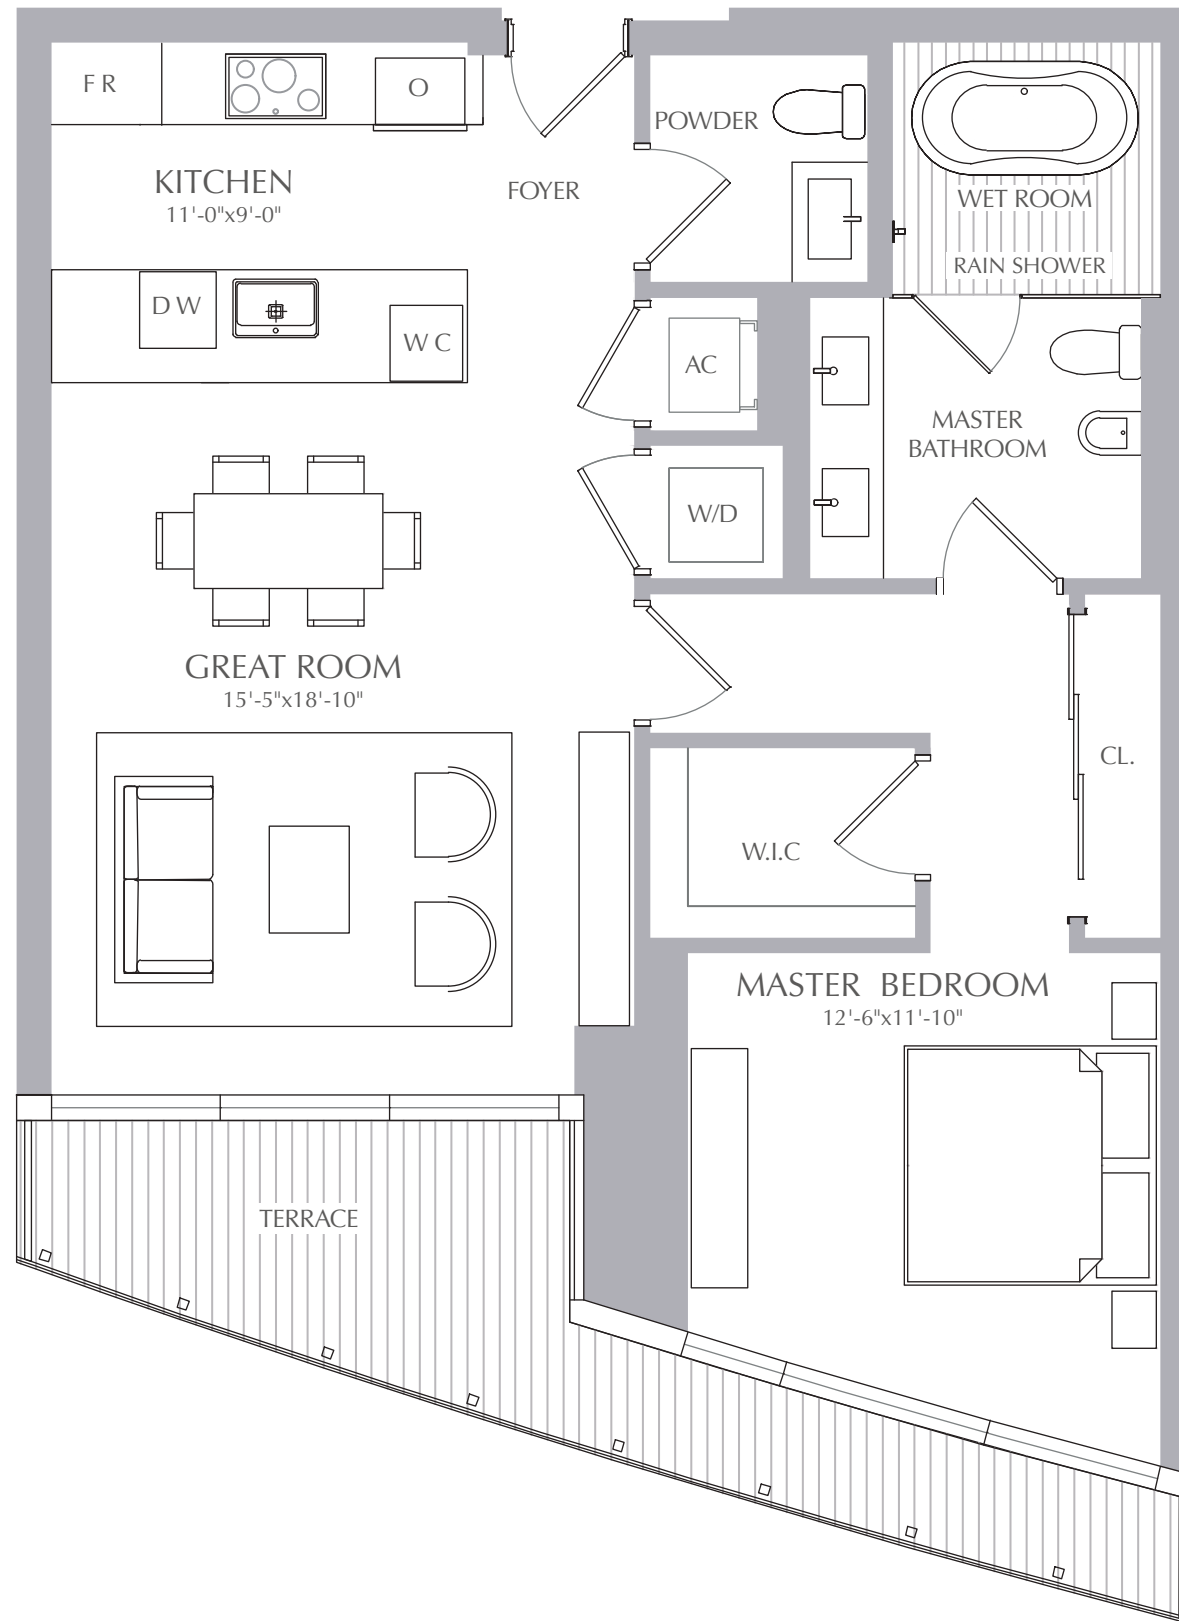 F R
O
POWDER
KITCHEN
11'-0"x9'-0"
FOYER
WET ROOM
RAIN SHOWER
D W
W C
AC
MASTER
BATHROOM
W/D
GREAT ROOM
15'-5"x18'-10"
CL.
W.I.C
MASTER BEDROOM
12'-6"x11'-10"
TERRACE